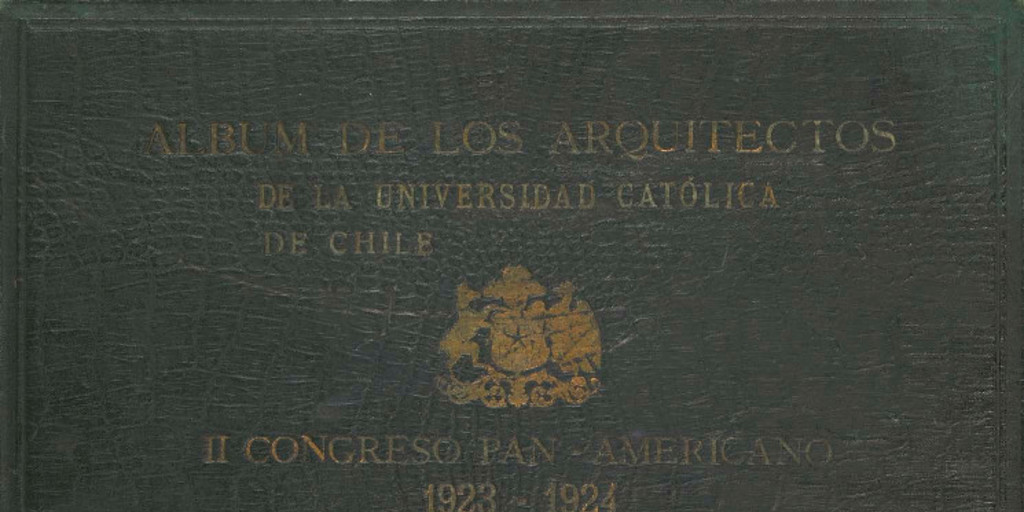 ALBUM DE LOS ARQUITECTOS
DE LA UNIVERSIDAD CATÓLICA
DE CHILE
II CONGRESO PAN-AMERICANO
1923-1924